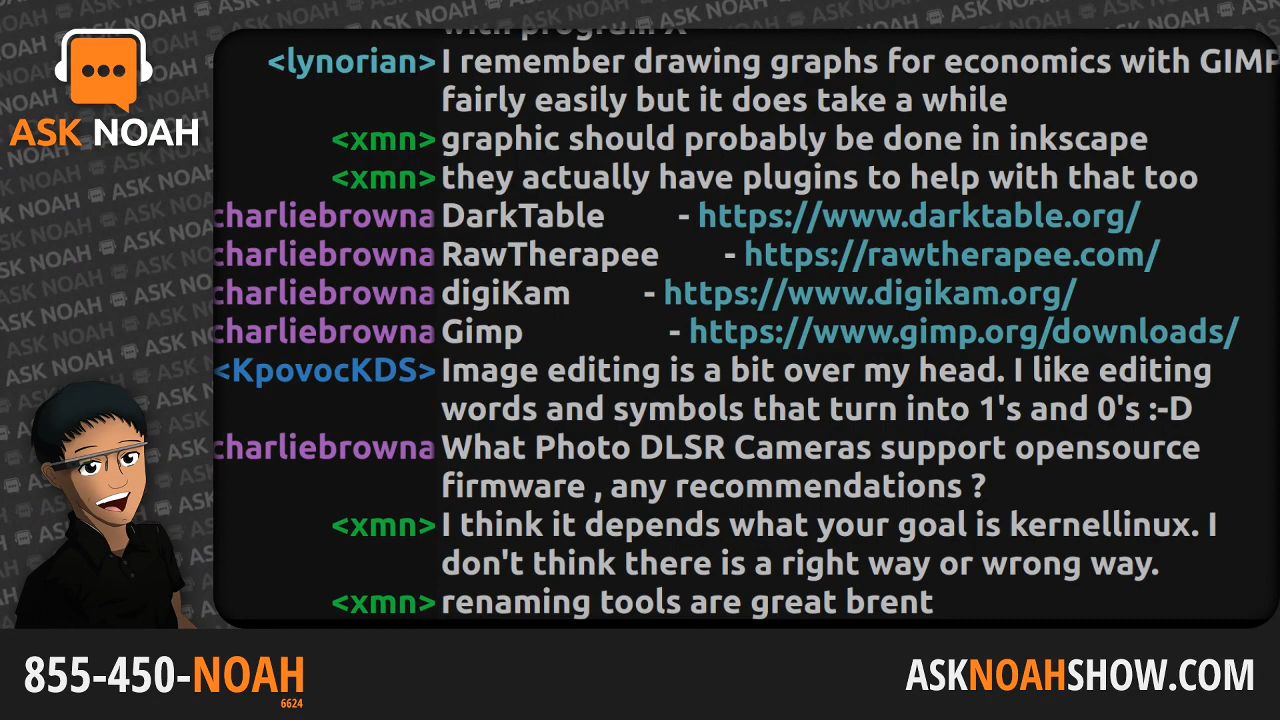 with program X
<lynorian> I remember drawing graphs for economics with GIMP
fairly easily but it does take a while
<xmn> graphic should probably be done in inkscape
<xmn> they actually have plugins to help with that too
charliebrowna DarkTable - https://www.darktable.org/
charliebrowna RawTherapee - https://rawtherapee.com/
charliebrowna digiKam - https://www.digikam.org/
charliebrowna Gimp - https://www.gimp.org/downloads/
<KpovocKDS> Image editing is a bit over my head. I like editing
words and symbols that turn into 1's and 0's :-D
charliebrowna What Photo DLSR Cameras support opensource
firmware , any recommendations ?
<xmn> I think it depends what your goal is kernellinux. I
don't think there is a right way or wrong way.
<xmn> renaming tools are great brent
ASK NOAH
855-450-NOAH
6624
ASKNOAHSHOW.COM